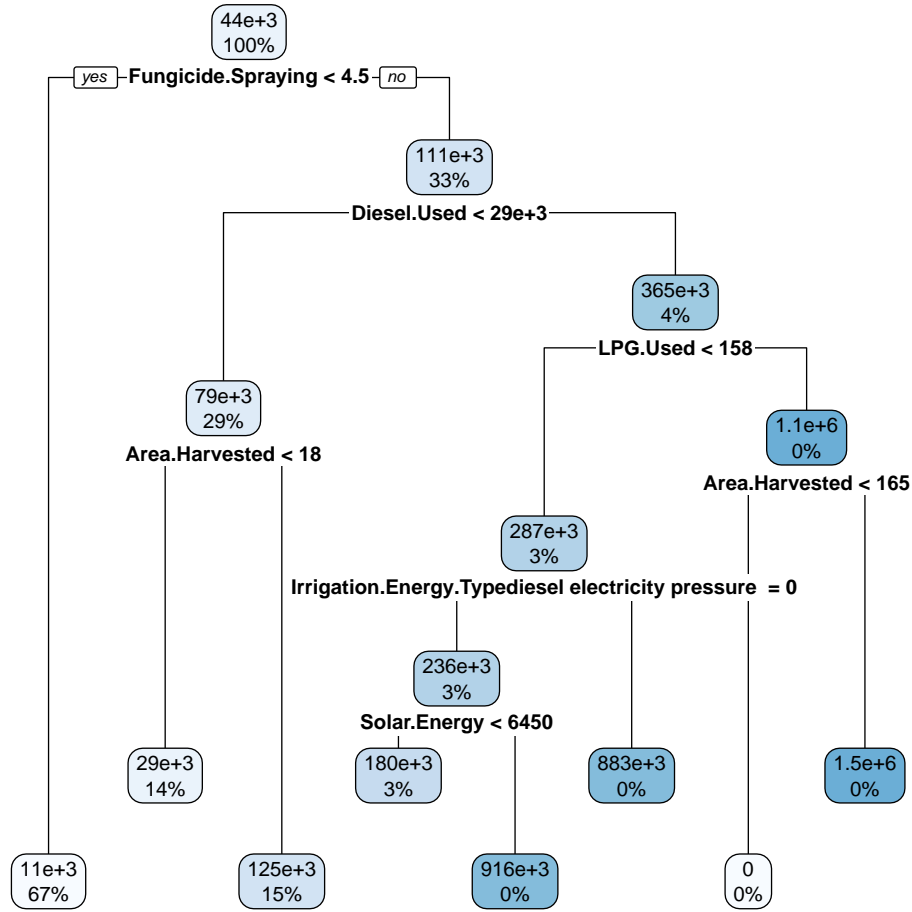 44e+3
100%
yes Fungicide.Spraying < 4.5 no
111e+3
33%
Diesel.Used < 29e+3
365e+3
4%
LPG.Used < 158
79e+3
29%
Area.Harvested < 18
1.1e+6
0%
Area.Harvested < 165
287e+3
3%
Irrigation.Energy.Typediesel electricity pressure = 0
236e+3
3%
Solar.Energy < 6450
29e+3
14%
180e+3
3%
883e+3
0%
1.5e+6
0%
11e+3
67%
125e+3
15%
916e+3
0%
0
0%